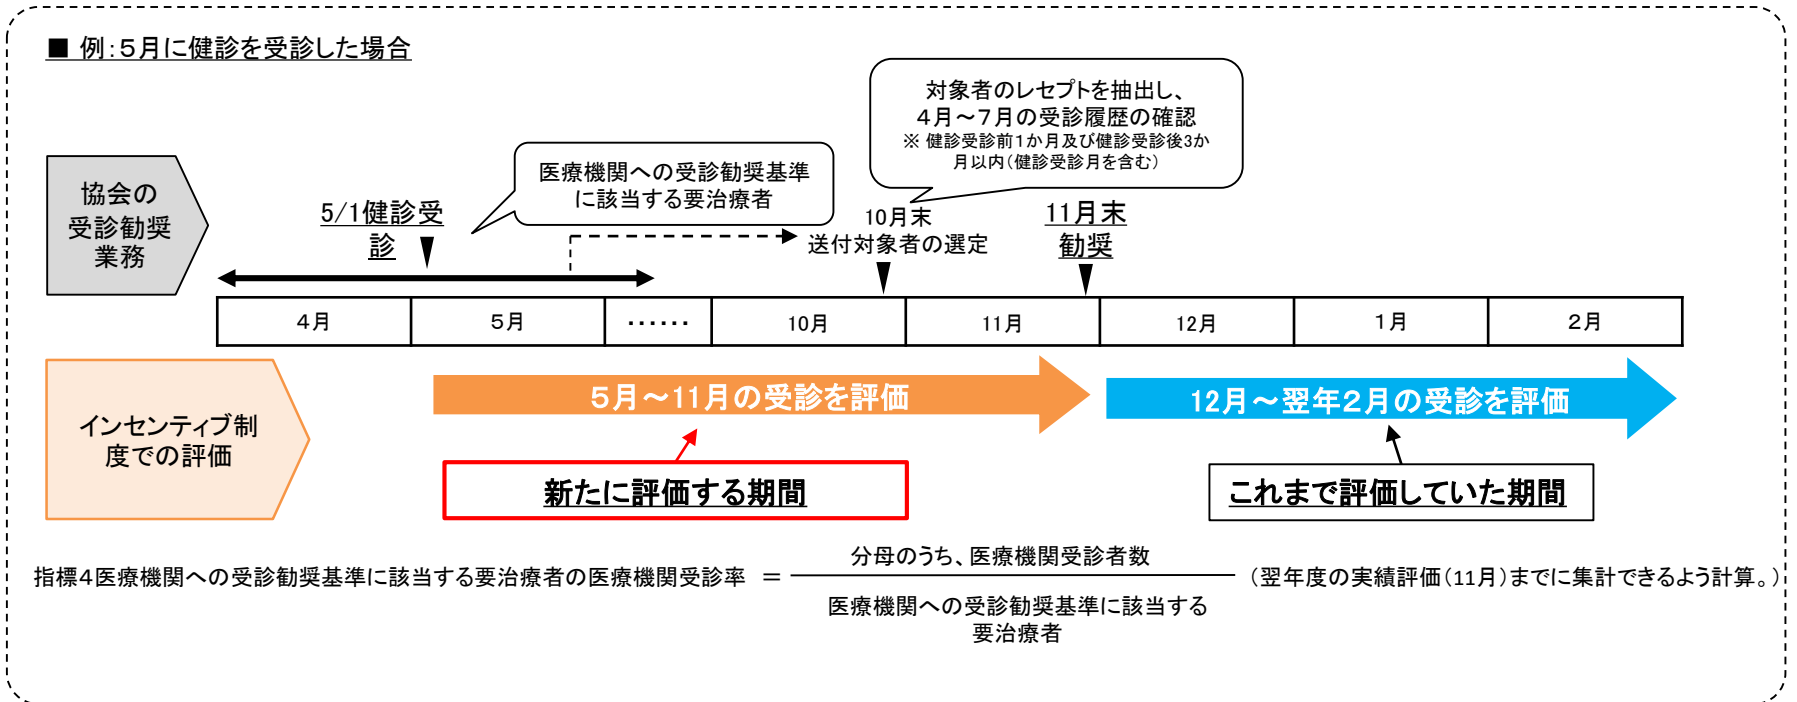 ■ 例：５月に健診を受診した場合
対象者のレセプトを抽出し、
４月～７月の受診履歴の確認
※ 健診受診前１か月及び健診受診後3か
月以内（健診受診月を含む）
医療機関への受診勧奨基準
に該当する要治療者
協会の
受診勧奨
業務
5/1健診受
診
10月末
送付対象者の選定
11月末
勧奨
４月
５月
……
10月
11月
12月
１月
２月
インセンティブ制
度での評価
５月～11月の受診を評価
12月～翌年２月の受診を評価
新たに評価する期間
これまで評価していた期間
指標４医療機関への受診勧奨基準に該当する要治療者の医療機関受診率 ＝
分母のうち、医療機関受診者数
医療機関への受診勧奨基準に該当する
要治療者
（翌年度の実績評価（11月）までに集計できるよう計算。）